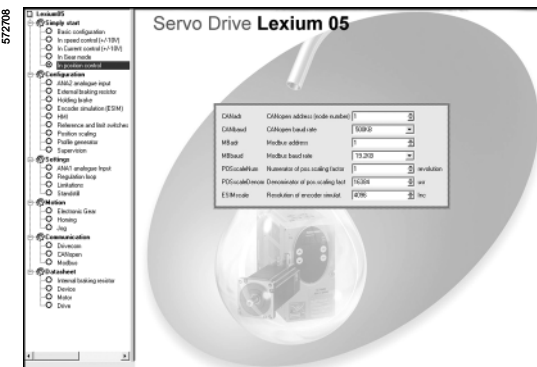 572708
Lexium05
Simply start
Basic configuration
In speed control (+/-10V)
In Current control (+/-10V)
In Gear mode
In position control
Configuration
ANA2 analogue input
External braking resistor
Holding brake
Encoder simulation (ESIM)
HMI
Reference and limit switches
Position scaling
Profile generator
Supervision
Settings
ANA1 analogue Input
Regulation loop
Limitations
Standstill
Motion
Electronic Gear
Homing
Jog
Communication
Drivecom
CANopen
Modbus
Datasheet
Internal braking resistor
Device
Motor
Drive
Servo Drive Lexium 05
CANadr CANopen address (node number) 1
CANbaud CANopen baud rate 500KB
MBadr Modbus address 1
MBbaud Modbus baud rate 19.2KB
POSscaleNum Numerator of pos.scaling factor 1 revolution
POSscaleDenom Denominator of pos.scaling fact 16384 usr
ESIMscale Resolution of encoder simulat. 4096 Inc